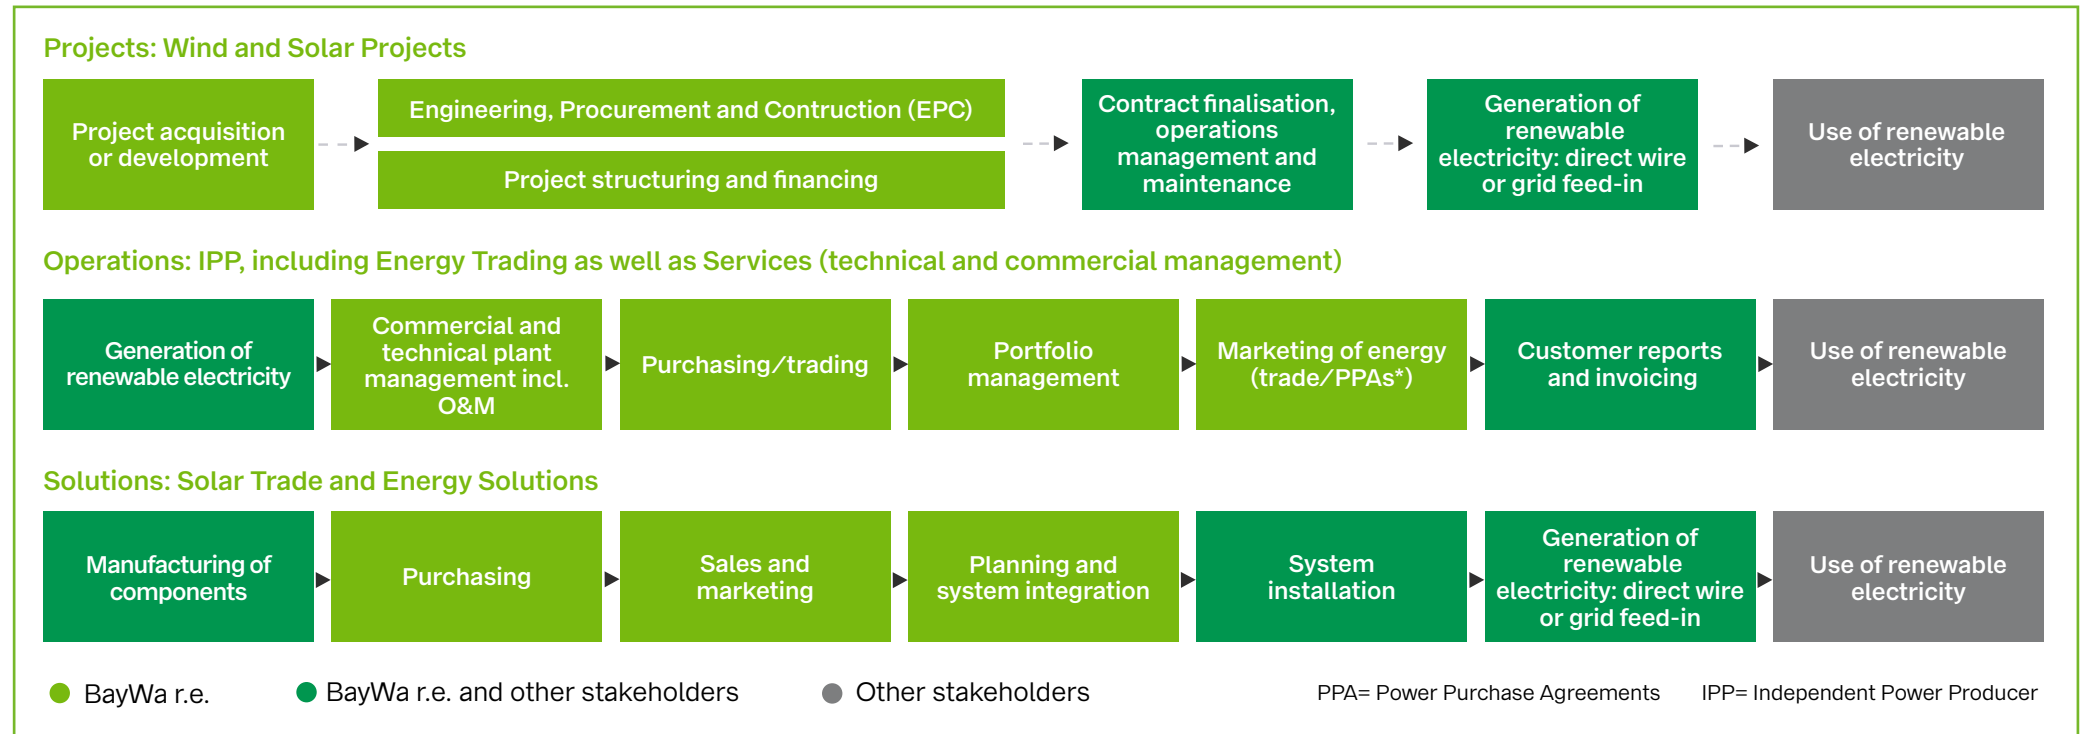 Projects: Wind and Solar Projects
Project acquisition
or development
Engineering, Procurement and Contruction (EPC)
Project structuring and financing
Contract finalisation,
operations
management and
maintenance
Generation of
renewable
electricity: direct wire
or grid feed-in
Use of renewable
electricity
Operations: IPP, including Energy Trading as well as Services (technical and commercial management)
Generation of
renewable electricity
Commercial and
technical plant
management incl.
O&M
Purchasing/trading
Portfolio
management
Marketing of energy
(trade/PPAs*)
Customer reports
and invoicing
Use of renewable
electricity
Solutions: Solar Trade and Energy Solutions
Manufacturing of
components
Purchasing
Sales and
marketing
Planning and
system integration
System
installation
Generation of
renewable
electricity: direct wire
or grid feed-in
Use of renewable
electricity
BayWa r.e.
BayWa r.e. and other stakeholders
Other stakeholders
PPA= Power Purchase Agreements
IPP= Independent Power Producer